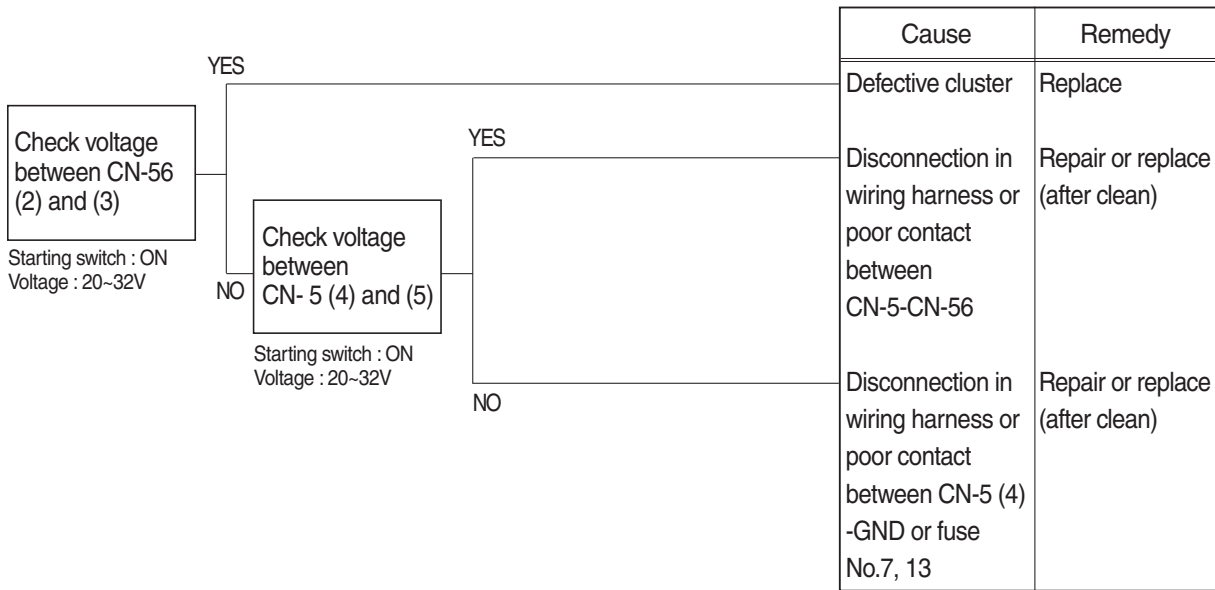 Cause
Remedy
YES
Defective cluster
Replace
Check voltage
between CN-56
(2) and (3)
Starting switch : ON
Voltage : 20~32V
YES
Disconnection in
wiring harness or
poor contact
between
CN-5-CN-56
Repair or replace
(after clean)
NO
Check voltage
between
CN- 5 (4) and (5)
Starting switch : ON
Voltage : 20~32V
NO
Disconnection in
wiring harness or
poor contact
between CN-5 (4)
-GND or fuse
No.7, 13
Repair or replace
(after clean)